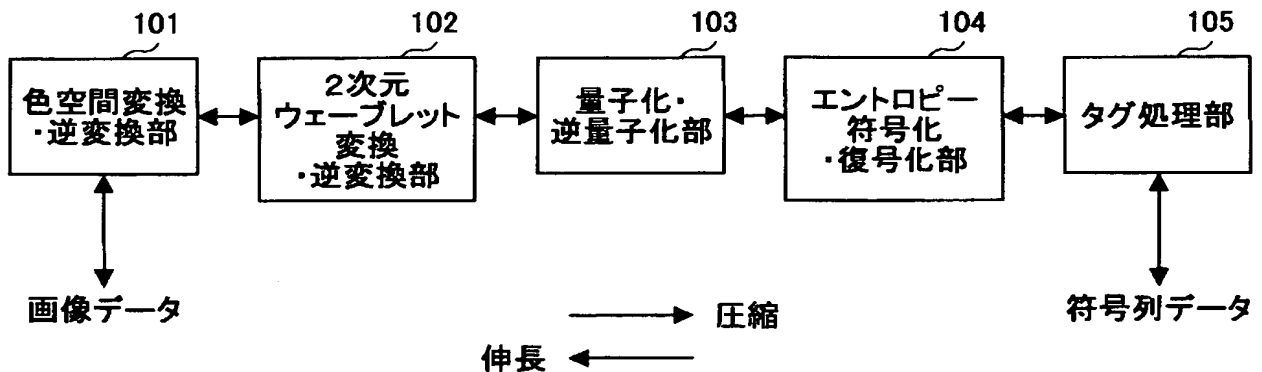 101
102
103
104
105
色空間変換
・逆変換部
2次元
ウェーブレット
変換
・逆変換部
量子化・
逆量子化部
エントロピー
符号化
・復号化部
タグ処理部
画像データ
符号列データ
圧縮
伸長